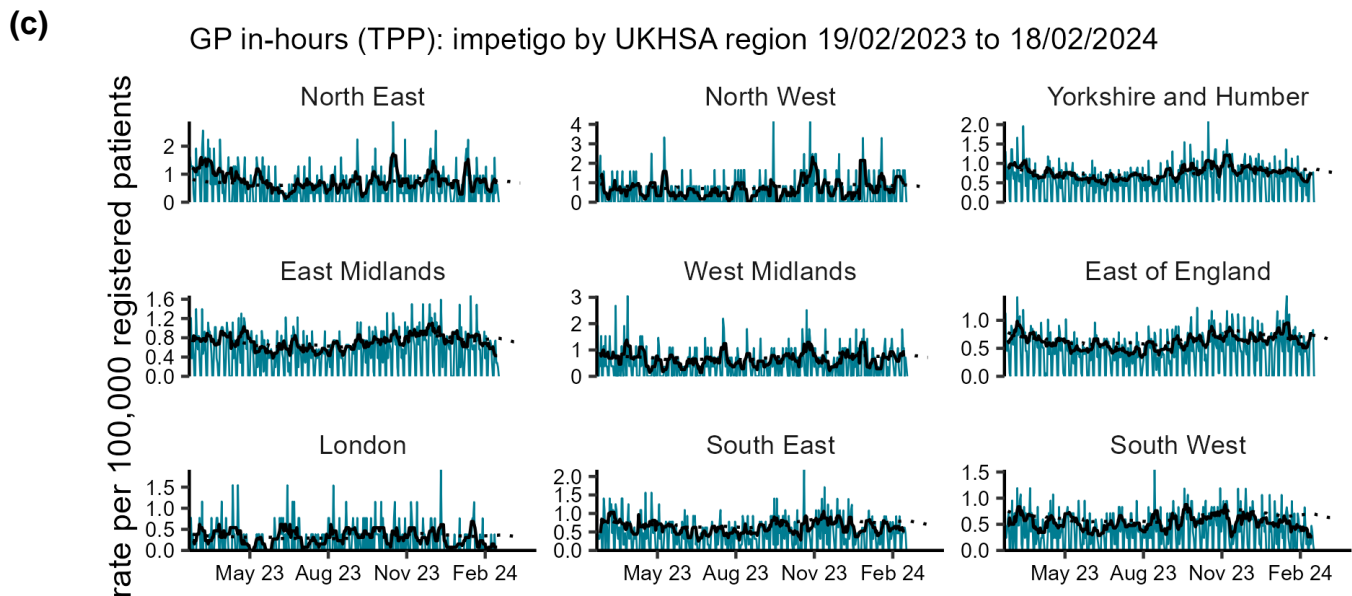 (c)
GP in-hours (TPP): impetigo by UKHSA region 19/02/2023 to 18/02/2024
rate per 100,000 registered patients
North East
2
1
0
North West
4
3
2
1
0
Yorkshire and Humber
2.0
1.5
1.0
0.5
0.0
East Midlands
1.6
1.2
0.8
0.4
0.0
West Midlands
3
2
1
0
East of England
1.0
0.5
0.0
London
1.5
1.0
0.5
0.0
South East
2.0
1.5
1.0
0.5
0.0
South West
1.5
1.0
0.5
0.0
May 23 Aug 23 Nov 23 Feb 24
May 23 Aug 23 Nov 23 Feb 24
May 23 Aug 23 Nov 23 Feb 24